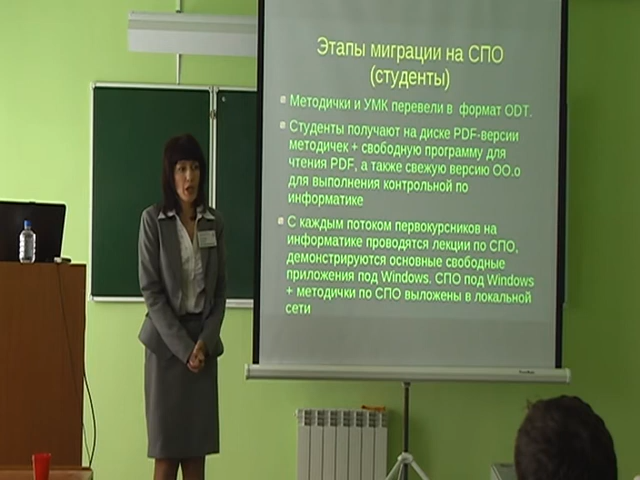 Этапы миграции на СПО
(студенты)
Методички и УМК перевели в формат ODT.
Студенты получают на диске PDF-версии
методичек + свободную программу для
чтения PDF, а также свежую версию OO.o
для выполнения контрольной по
информатике
С каждым потоком первокурсников на
информатике проводятся лекции по СПО,
демонстрируются основные свободные
приложения под Windows. СПО под Windows
+ методички по СПО выложены в локальной
сети